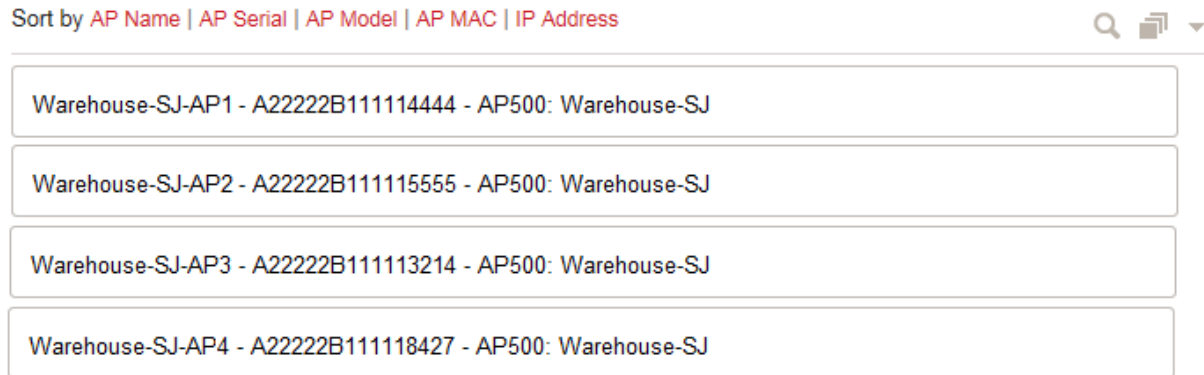 Sort by AP Name | AP Serial | AP Model | AP MAC | IP Address
Warehouse-SJ-AP1 - A22222B111114444 - AP500: Warehouse-SJ
Warehouse-SJ-AP2 - A22222B111115555 - AP500: Warehouse-SJ
Warehouse-SJ-AP3 - A22222B111113214 - AP500: Warehouse-SJ
Warehouse-SJ-AP4 - A22222B111118427 - AP500: Warehouse-SJ